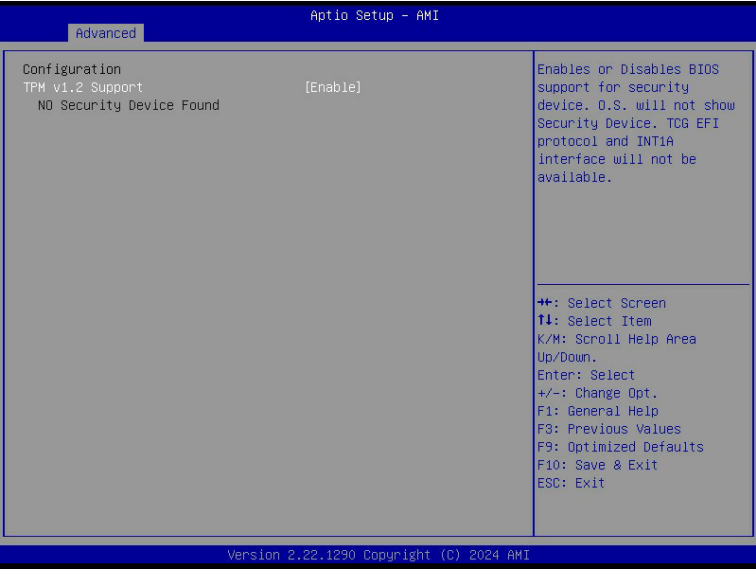 Aptio Setup – AMI
Advanced
Configuration
TPM v1.2 Support [Enable]
NO Security Device Found
Enables or Disables BIOS
support for security
device. O.S. will not show
Security Device. TCG EFI
protocol and INT1A
interface will not be
available.
→←: Select Screen
↑↓: Select Item
K/M: Scroll Help Area
Up/Down.
Enter: Select
+/-: Change Opt.
F1: General Help
F3: Previous Values
F9: Optimized Defaults
F10: Save & Exit
ESC: Exit
Version 2.22.1290 Copyright (C) 2024 AMI